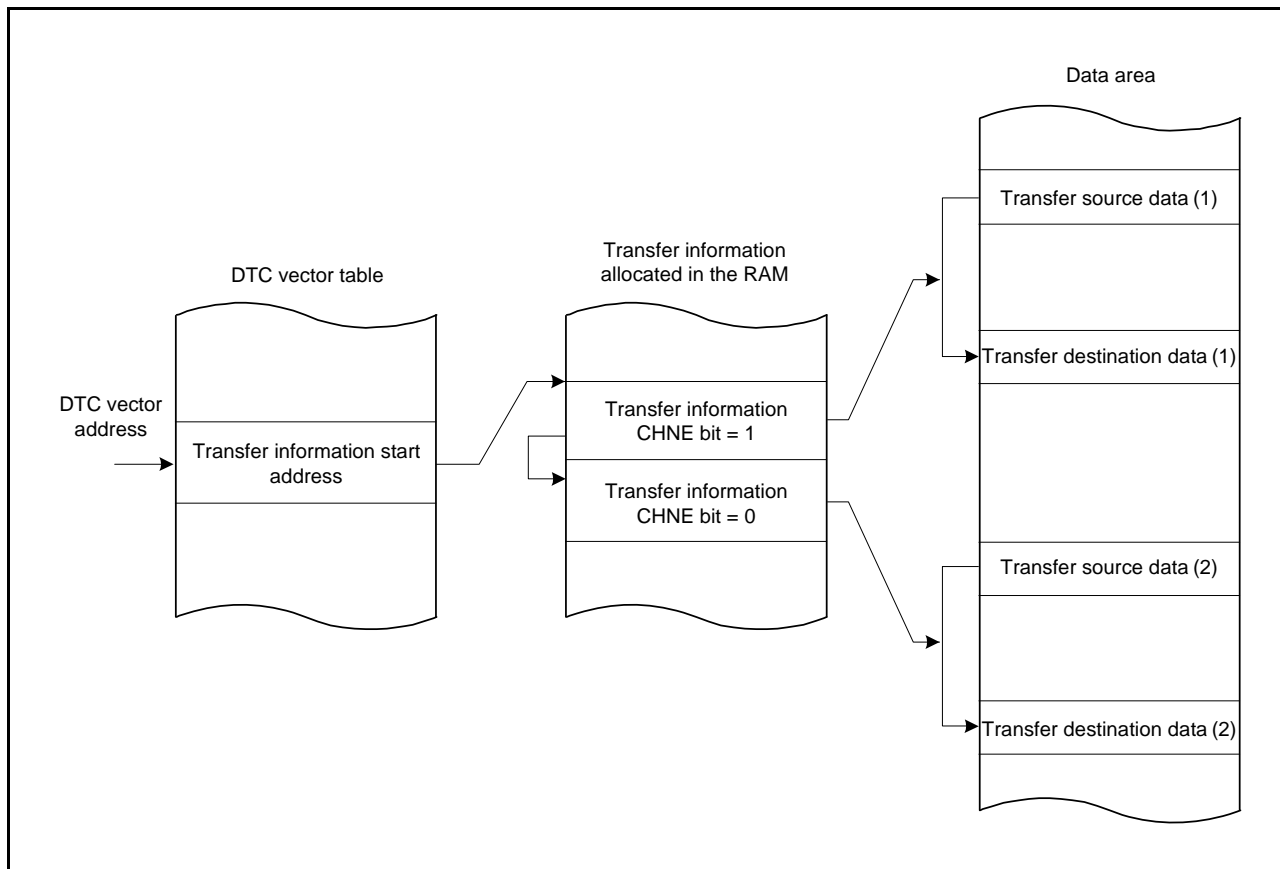 Data area
Transfer source data (1)
Transfer information
allocated in the RAM
DTC vector table
Transfer destination data (1)
DTC vector
address
Transfer information
CHNE bit = 1
Transfer information start
address
Transfer information
CHNE bit = 0
Transfer source data (2)
Transfer destination data (2)